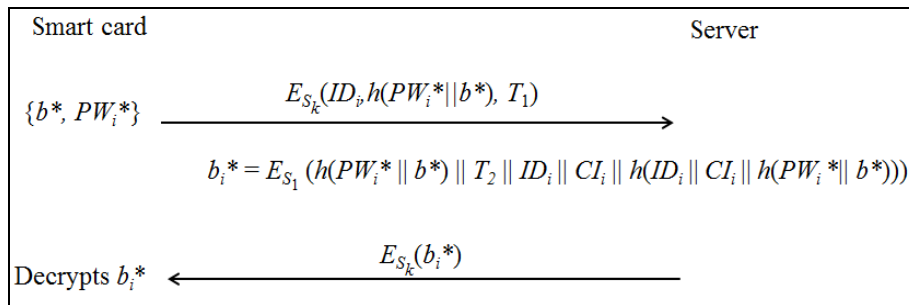 Smart card Server
{b*, PW_i*} E_{S_k}(ID_i, h(PW_i*||b*), T_1)
b_i* = E_{S_1} (h(PW_i* || b*) || T_2 || ID_i || CI_i || h(ID_i || CI_i || h(PW_i* || b*)))
Decrypts b_i* E_{S_k}(b_i*)